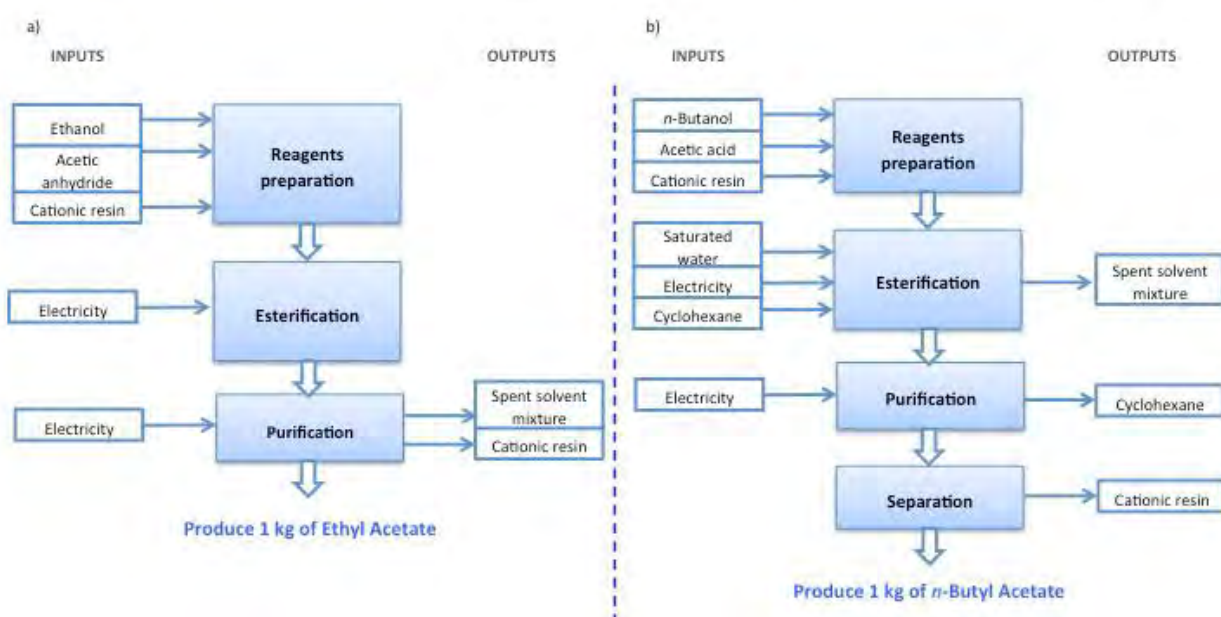 a)
INPUTS
OUTPUTS
Ethanol
Acetic
anhydride
Cationic resin
Reagents
preparation
Electricity
Esterification
Electricity
Purification
Spent solvent
mixture
Cationic resin
Produce 1 kg of Ethyl Acetate
b)
INPUTS
OUTPUTS
n-Butanol
Acetic acid
Cationic resin
Reagents
preparation
Saturated
water
Electricity
Cyclohexane
Esterification
Spent solvent
mixture
Electricity
Purification
Cyclohexane
Separation
Cationic resin
Produce 1 kg of n-Butyl Acetate